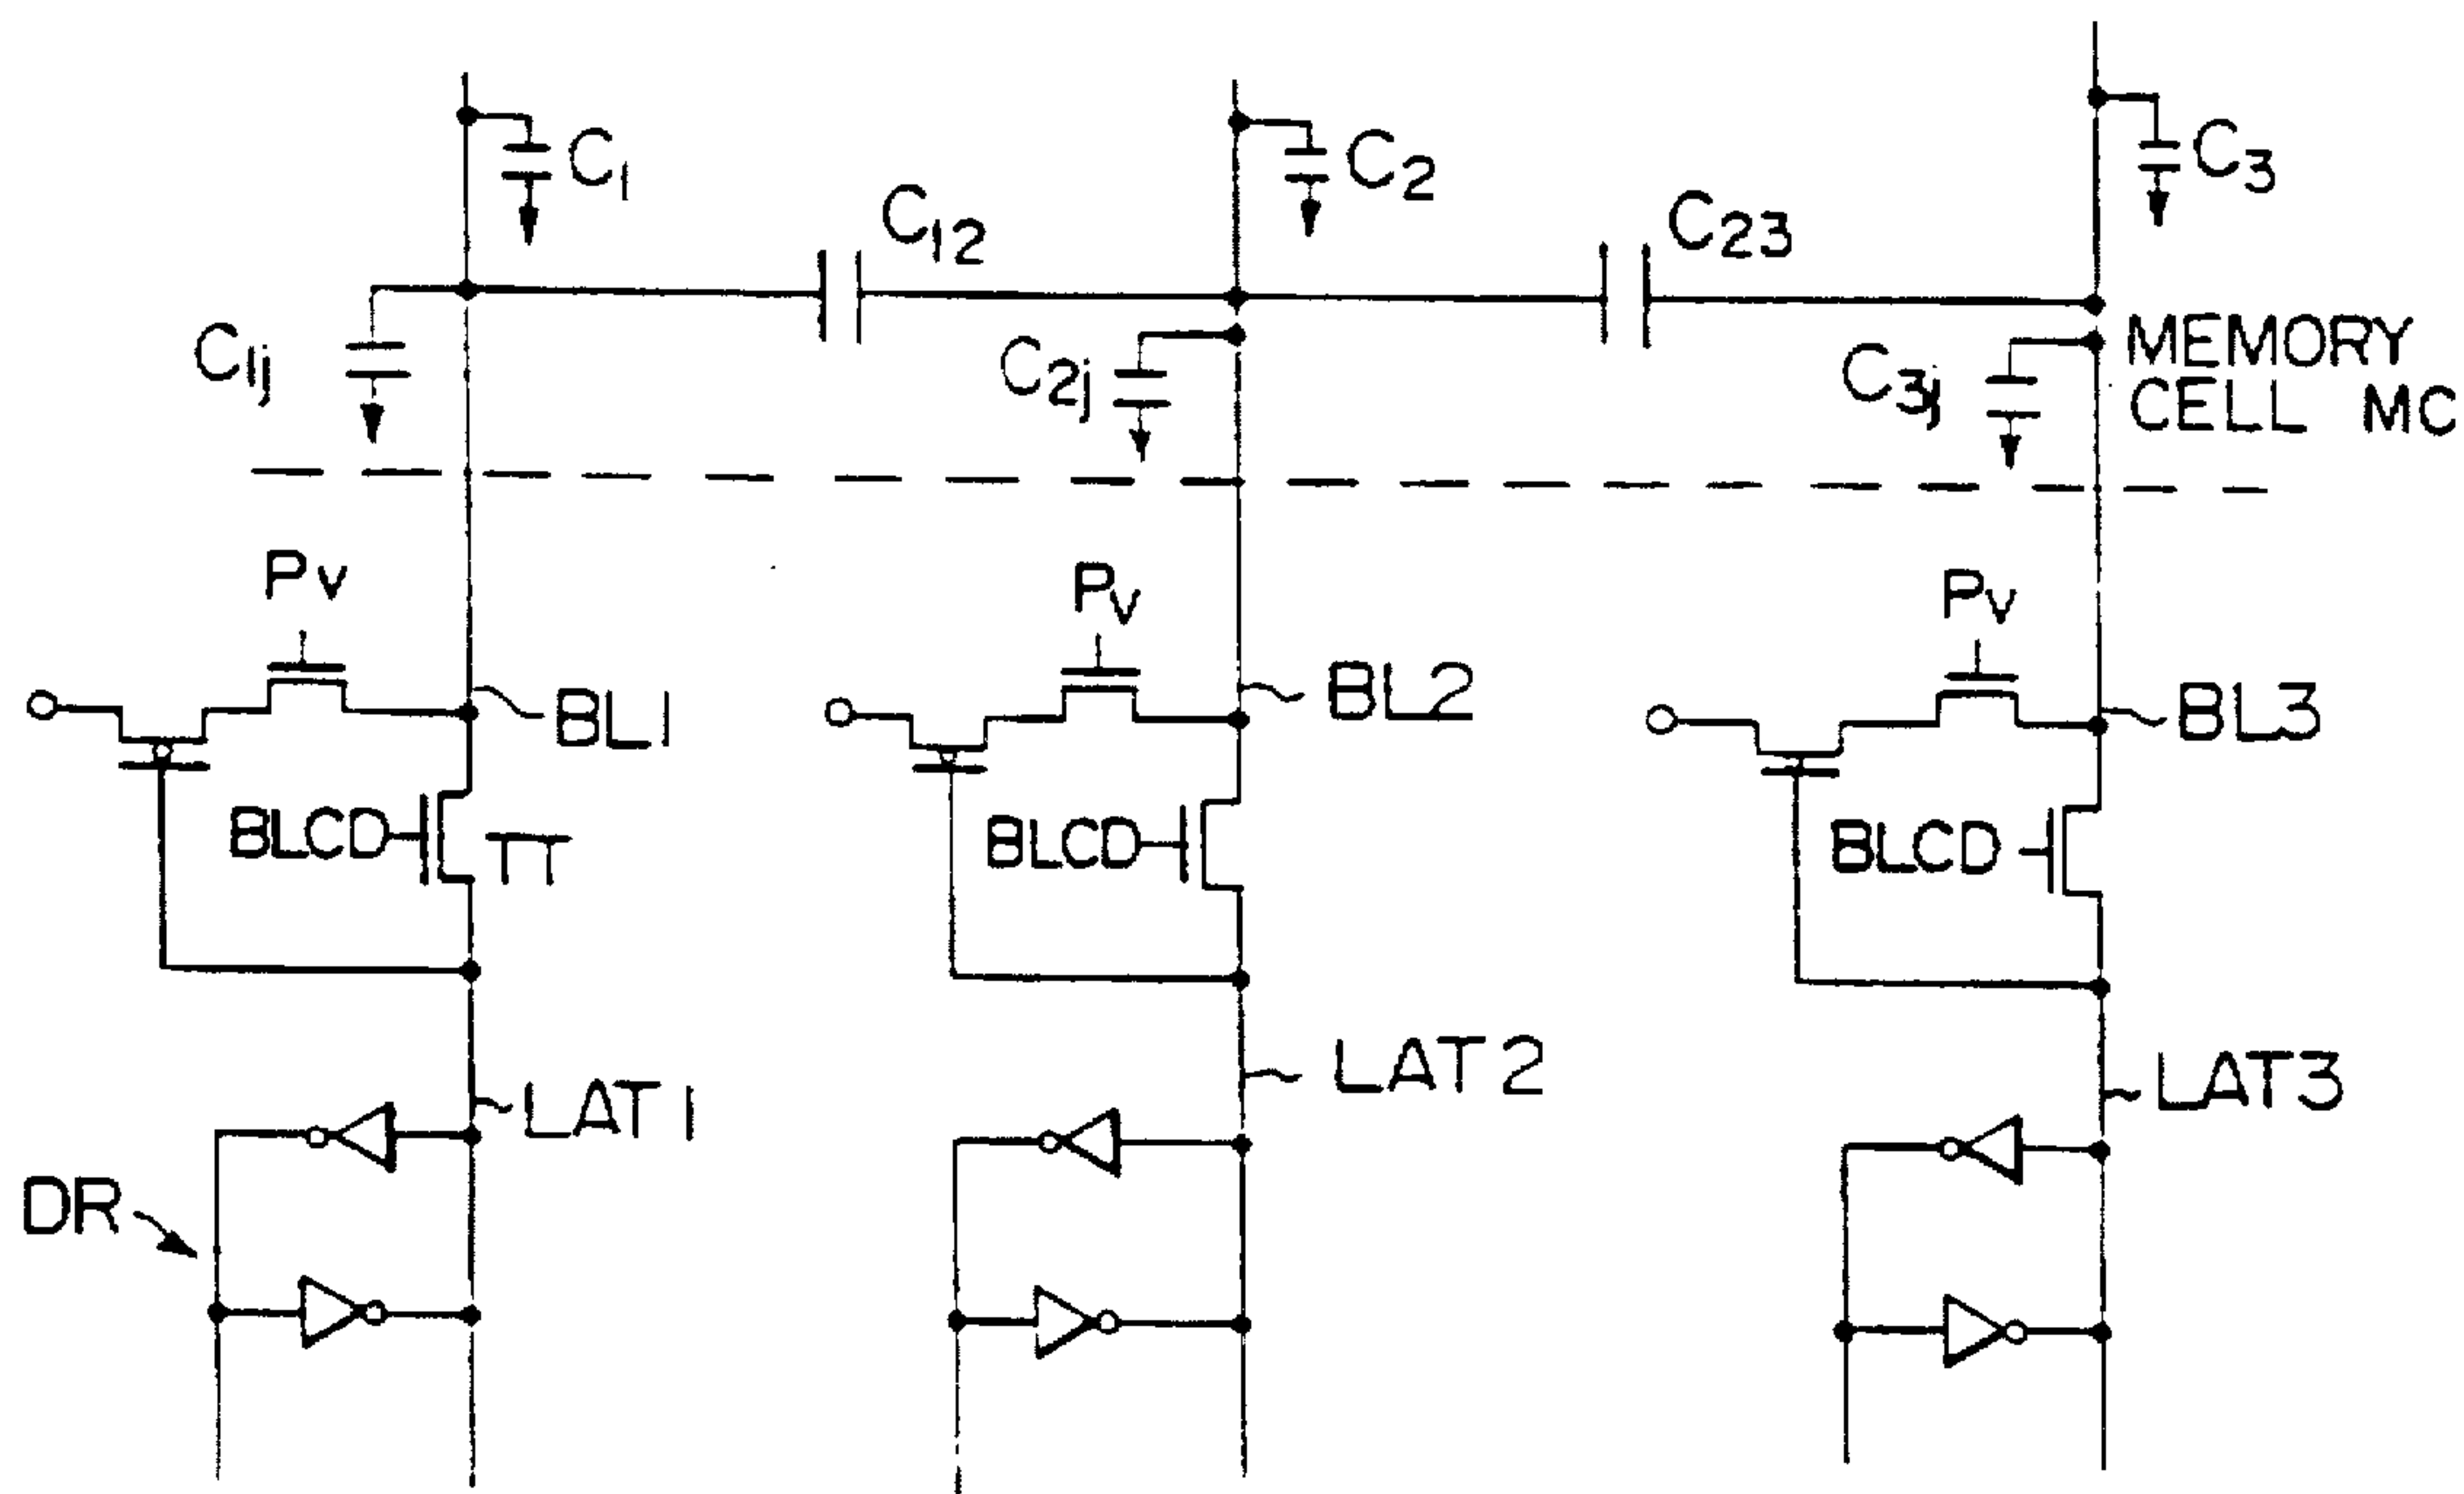 C1
C2
C3
C12
C23
C1j
C2j
C3j
MEMORY
CELL MC
Pv
Pv
Pv
BL1
BL2
BL3
BLCD
TT
BLCD
BLCD
LAT1
LAT2
LAT3
DR